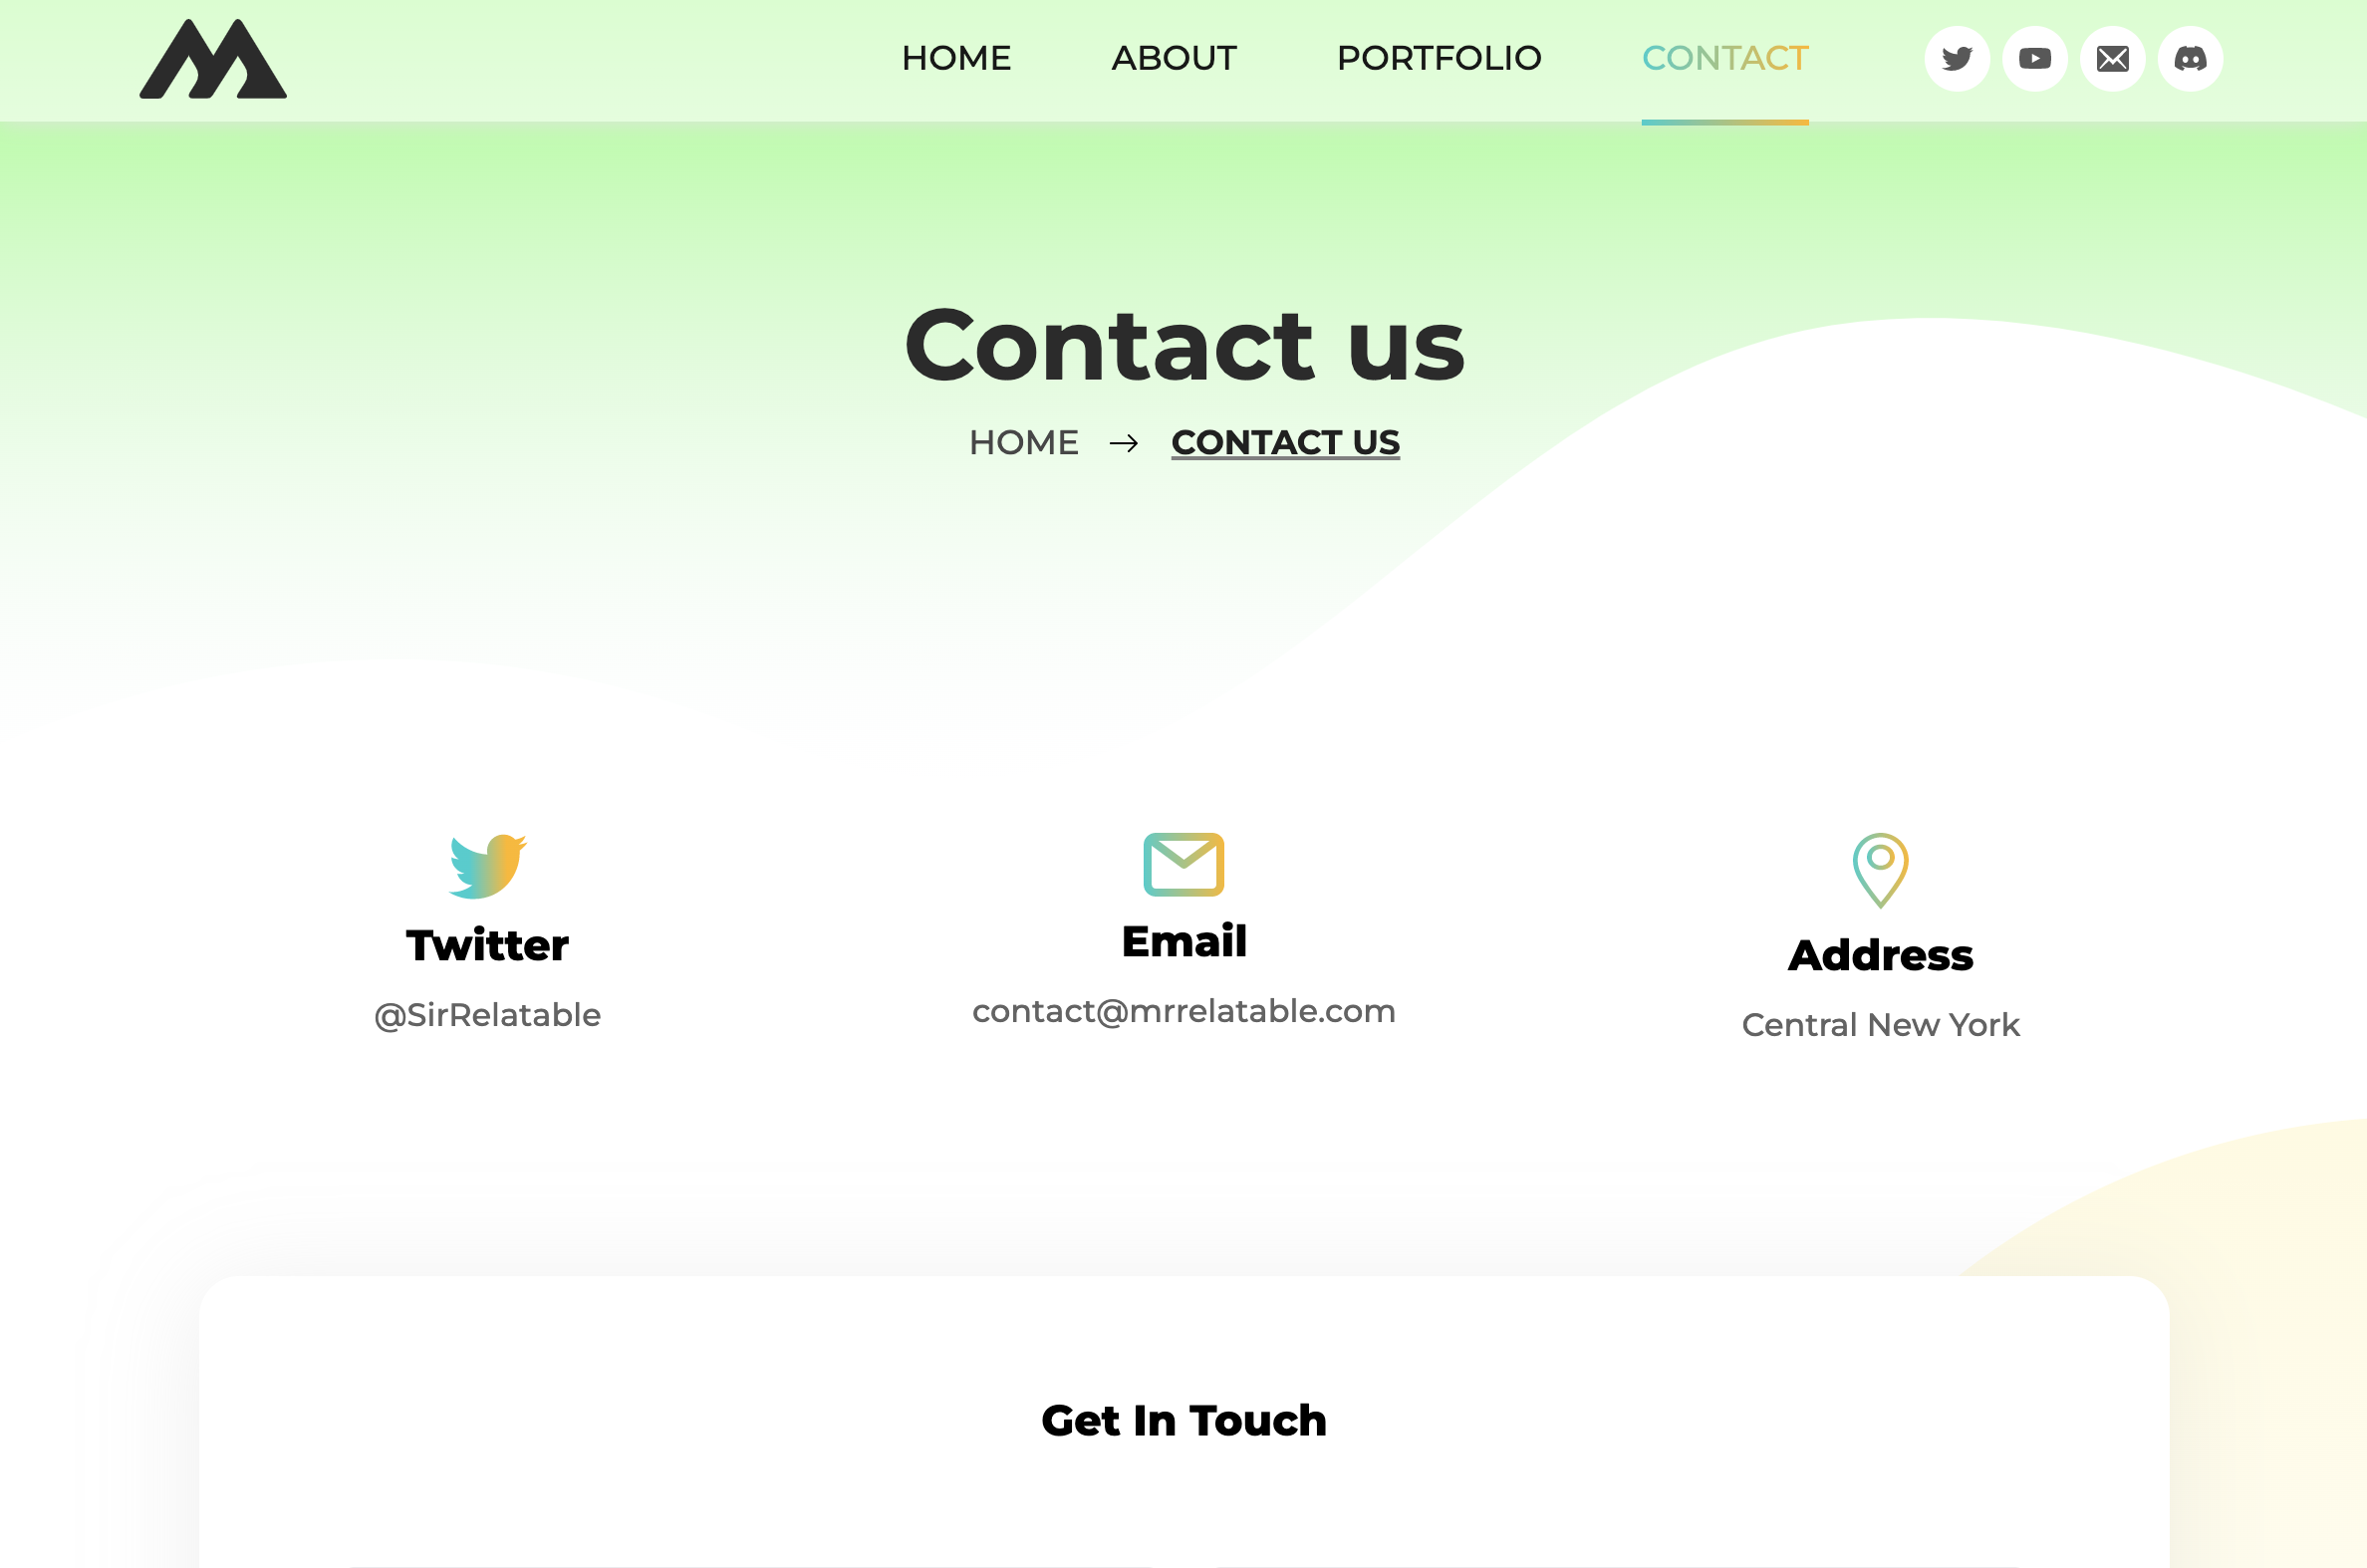 HOME ABOUT PORTFOLIO CONTACT
Contact us
HOME → CONTACT US
Twitter
@SirRelatable
Email
contact@mrrelatable.com
Address
Central New York
Get In Touch